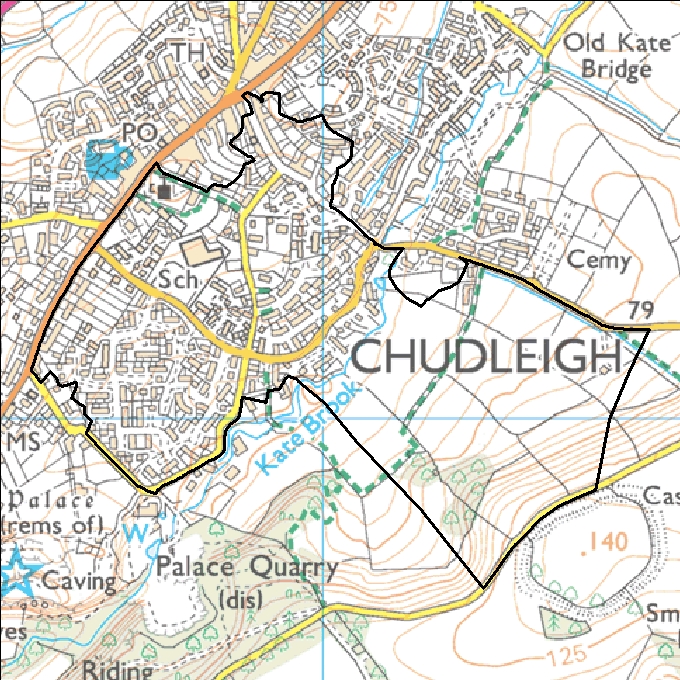 75
TH
Old Kate
Bridge
PO
Sch
Cemy
79
CHUDLEIGH
MS
Kate Brook
Palace
(rems of)
W
Cas
140
Caving
Palace Quarry
(dis)
Sm
ves
125
Riding